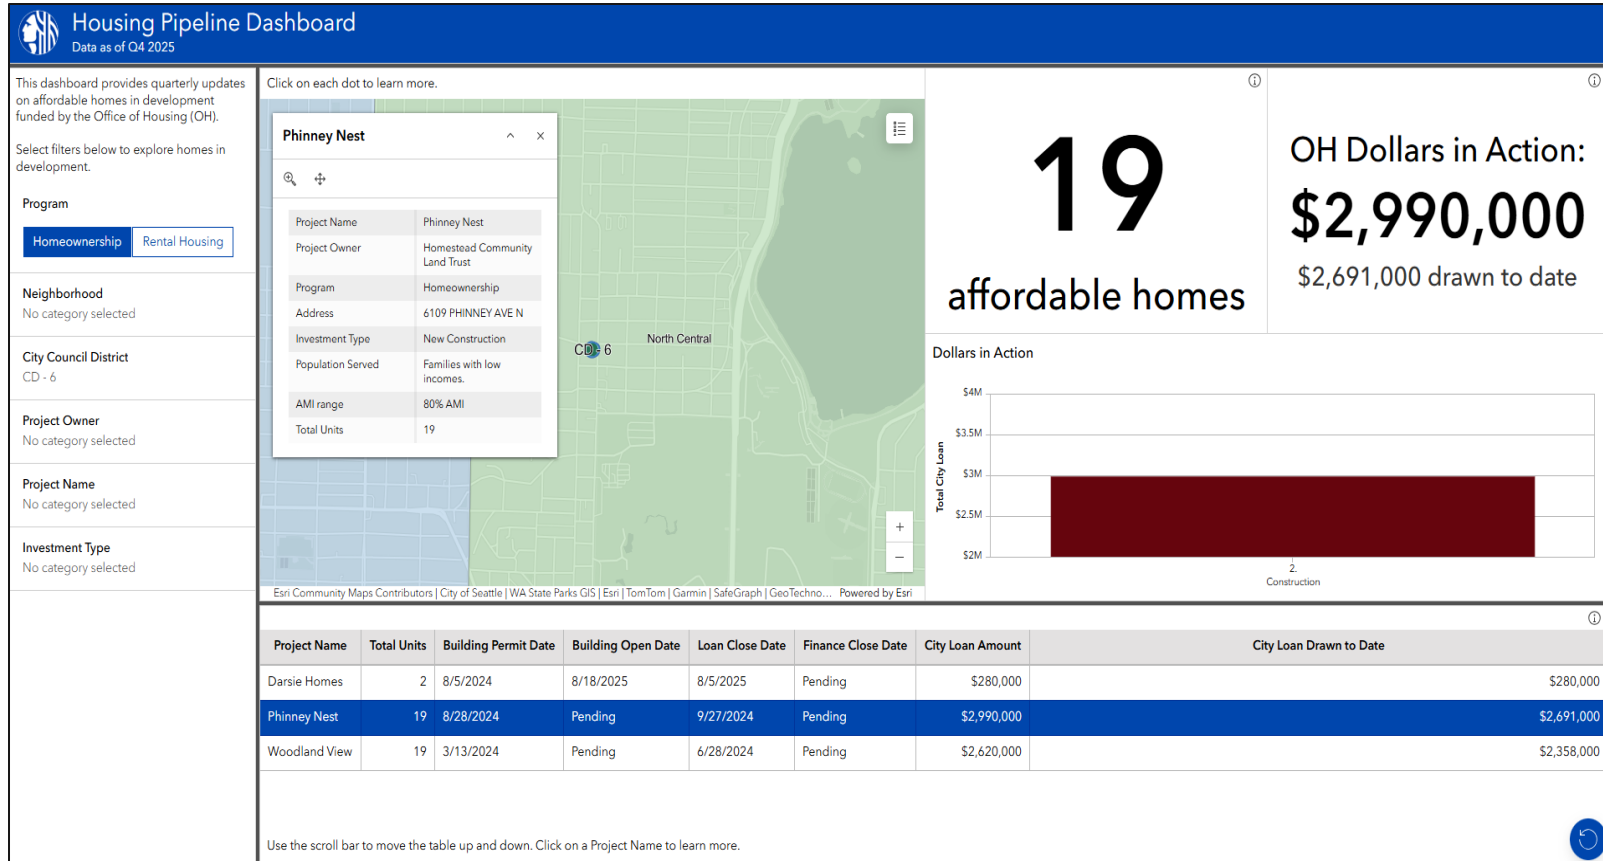 Housing Pipeline Dashboard
Data as of Q4 2025
This dashboard provides quarterly updates
on affordable homes in development
funded by the Office of Housing (OH).
Select filters below to explore homes in
development.
Program
Homeownership Rental Housing
Neighborhood
No category selected
City Council District
CD - 6
Project Owner
No category selected
Project Name
No category selected
Investment Type
No category selected
Click on each dot to learn more.
Phinney Nest
Project Name Phinney Nest
Project Owner Homestead Community
Land Trust
Program Homeownership
Address 6109 PHINNEY AVE N
Investment Type New Construction
Population Served Families with low
incomes.
AMI range 80% AMI
Total Units 19
CD - 6
North Central
Esri Community Maps Contributors | City of Seattle | WA State Parks GIS | Esri | TomTom | Garmin | SafeGraph | GeoTechno... Powered by Esri
19
affordable homes
OH Dollars in Action:
$2,990,000
$2,691,000 drawn to date
Dollars in Action
Total City Loan
$4M
$3.5M
$3M
$2.5M
$2M
2.
Construction
Project Name Total Units Building Permit Date Building Open Date Loan Close Date Finance Close Date City Loan Amount City Loan Drawn to Date
Darsie Homes 2 8/5/2024 8/18/2025 8/5/2025 Pending $280,000 $280,000
Phinney Nest 19 8/28/2024 Pending 9/27/2024 Pending $2,990,000 $2,691,000
Woodland View 19 3/13/2024 Pending 6/28/2024 Pending $2,620,000 $2,358,000
Use the scroll bar to move the table up and down. Click on a Project Name to learn more.